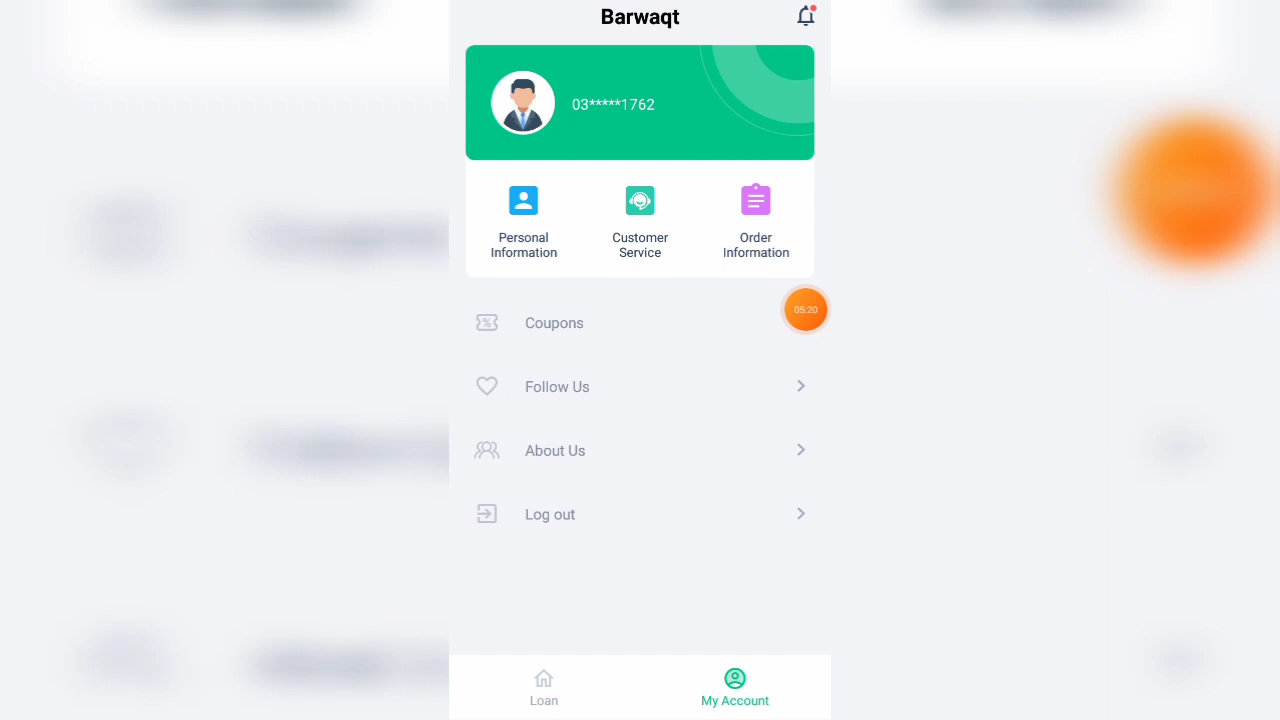 Barwaqt
03*****1762
Personal
Information
Customer
Service
Order
Information
Coupons
05:20
Follow Us
About Us
Log out
Loan
My Account